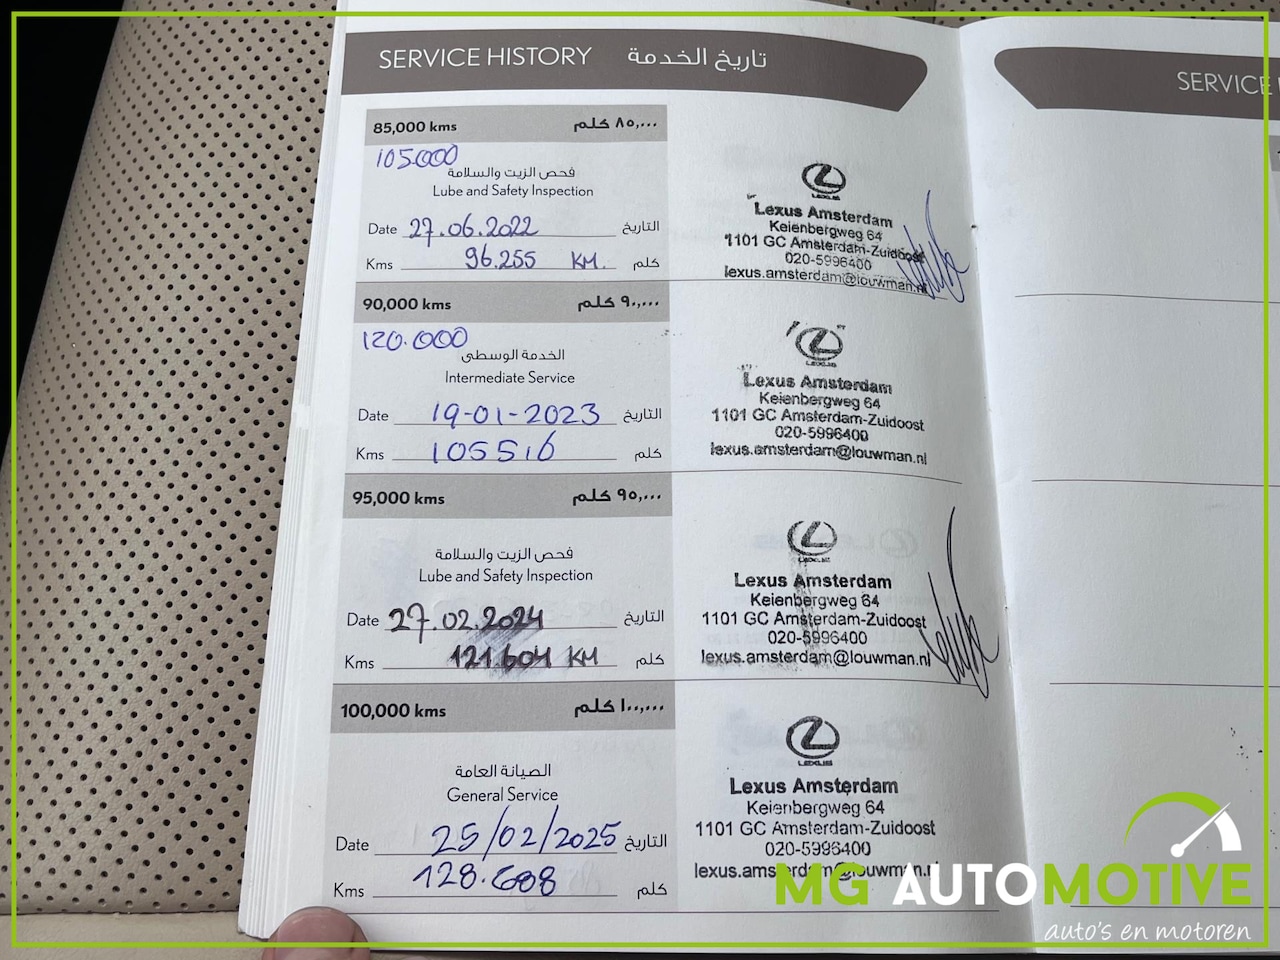 SERVICE HISTORY تاريخ الخدمة
SERVICE
85,000 kms ٨٥,٠٠٠ كلم
105.000
فحص الزيت والسلامة
Lube and Safety Inspection
Date 27.06.2022 التاريخ
Kms 96.255 KM. كلم
LEXUS
Lexus Amsterdam
Keienbergweg 64
1101 GC Amsterdam-Zuidoost
020-5996400
lexus.amsterdam@louwman.nl
90,000 kms ٩٠,٠٠٠ كلم
120.000
الخدمة الوسطى
Intermediate Service
Date 19-01-2023 التاريخ
Kms 105516 كلم
LEXUS
Lexus Amsterdam
Keienbergweg 64
1101 GC Amsterdam-Zuidoost
020-5996400
lexus.amsterdam@louwman.nl
95,000 kms ٩٥,٠٠٠ كلم
فحص الزيت والسلامة
Lube and Safety Inspection
Date 27.02.2024 التاريخ
Kms 121.604 KM كلم
LEXUS
Lexus Amsterdam
Keienbergweg 64
1101 GC Amsterdam-Zuidoost
020-5996400
lexus.amsterdam@louwman.nl
100,000 kms ١٠٠,٠٠٠ كلم
الصيانة العامة
General Service
Date 25/02/2025 التاريخ
Kms 128.688 كلم
LEXUS
Lexus Amsterdam
Keienbergweg 64
1101 GC Amsterdam-Zuidoost
020-5996400
MG AUTOMOTIVE
auto's en motoren